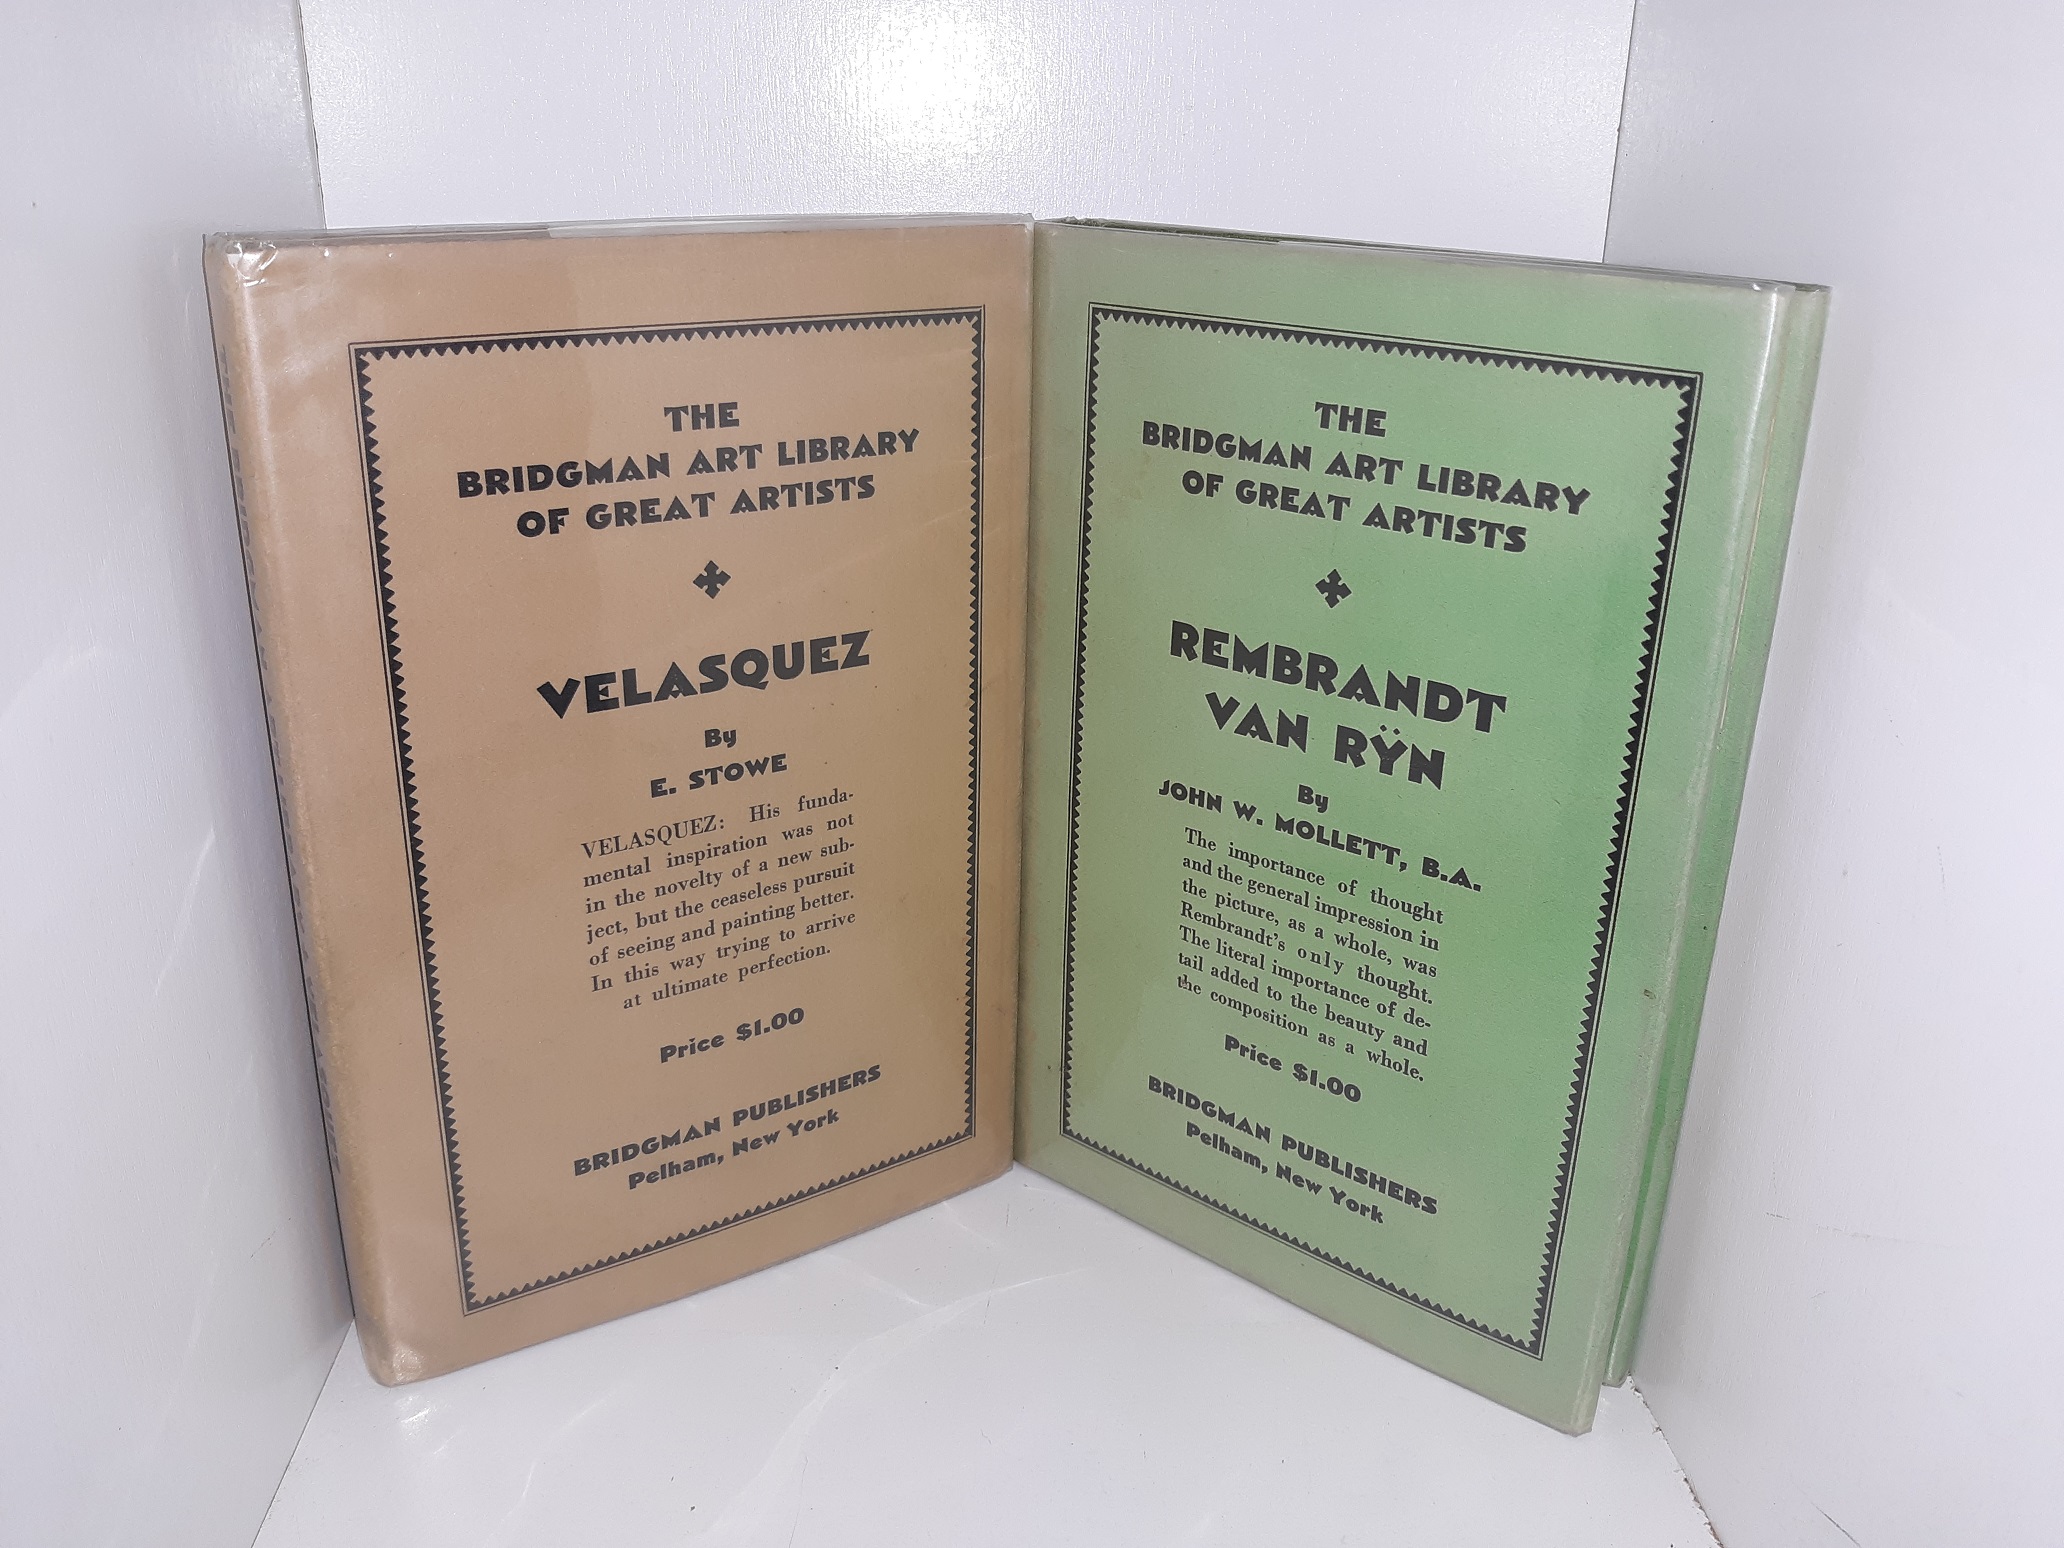 THE
BRIDGMAN ART LIBRARY
OF GREAT ARTISTS
VELASQUEZ
By
E. STOWE
VELASQUEZ: His funda-
mental inspiration was not
in the novelty of a new sub-
ject, but the ceaseless pursuit
of seeing and painting better.
In this way trying to arrive
at ultimate perfection.
Price $1.00
BRIDGMAN PUBLISHERS
Pelham, New York
THE
BRIDGMAN ART LIBRARY
OF GREAT ARTISTS
REMBRANDT
VAN RŸN
By
JOHN W. MOLLETT, B.A.
The importance of thought
and the general impression in
the picture, as a whole, was
Rembrandt's only thought.
The literal importance of de-
tail added to the beauty and
the composition as a whole.
Price $1.00
BRIDGMAN PUBLISHERS
Pelham, New York